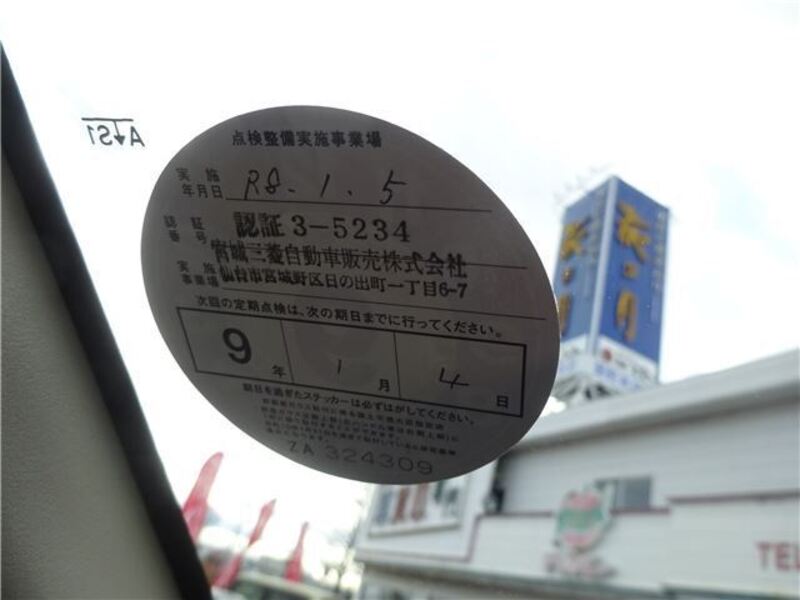 点検整備実施事業場
実施
年月日 R8.1.5
認証
番号 認証3-5234
宮城三菱自動車販売株式会社
実施
事業場 仙台市宮城野区日の出町一丁目6-7
次回の定期点検は、次の期日までに行ってください。
9年 1月 4日
期日を過ぎたステッカーは必ずはがしてください。
ZA 324309
TEL